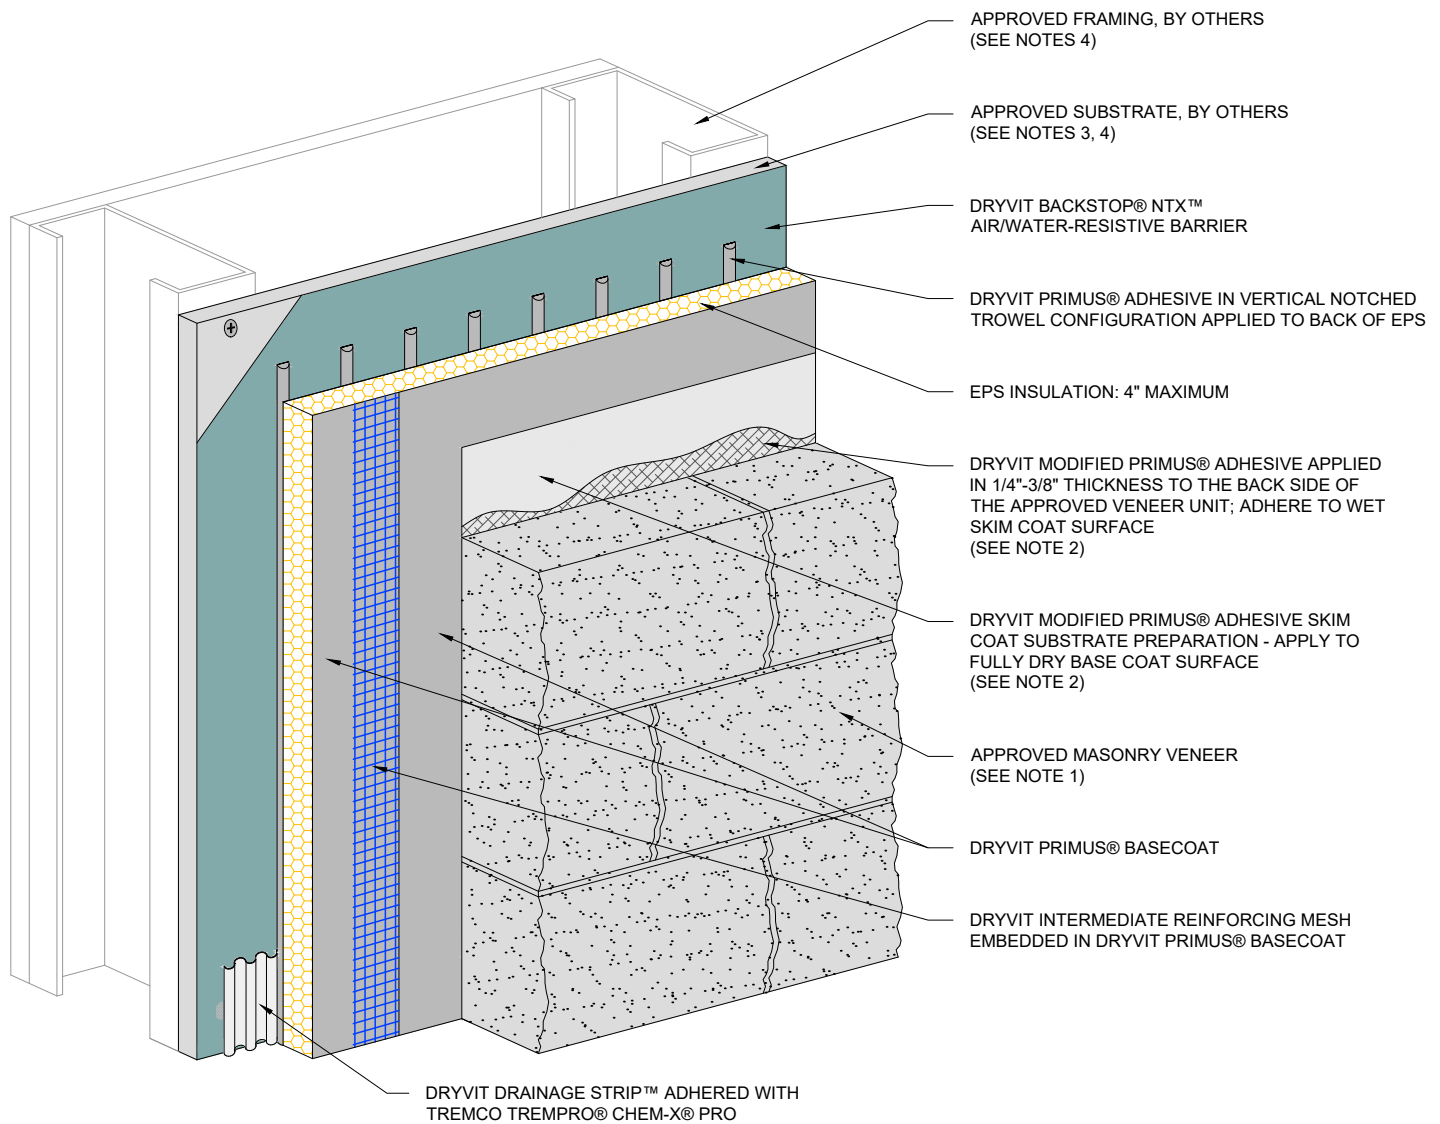 APPROVED FRAMING, BY OTHERS
(SEE NOTES 4)
APPROVED SUBSTRATE, BY OTHERS
(SEE NOTES 3, 4)
DRYVIT BACKSTOP® NTX™
AIR/WATER-RESISTIVE BARRIER
DRYVIT PRIMUS® ADHESIVE IN VERTICAL NOTCHED
TROWEL CONFIGURATION APPLIED TO BACK OF EPS
EPS INSULATION: 4" MAXIMUM
DRYVIT MODIFIED PRIMUS® ADHESIVE APPLIED
IN 1/4"-3/8" THICKNESS TO THE BACK SIDE OF
THE APPROVED VENEER UNIT; ADHERE TO WET
SKIM COAT SURFACE
(SEE NOTE 2)
DRYVIT MODIFIED PRIMUS® ADHESIVE SKIM
COAT SUBSTRATE PREPARATION - APPLY TO
FULLY DRY BASE COAT SURFACE
(SEE NOTE 2)
APPROVED MASONRY VENEER
(SEE NOTE 1)
DRYVIT PRIMUS® BASECOAT
DRYVIT INTERMEDIATE REINFORCING MESH
EMBEDDED IN DRYVIT PRIMUS® BASECOAT
DRYVIT DRAINAGE STRIP™ ADHERED WITH
TREMCO TREMPRO® CHEM-X® PRO